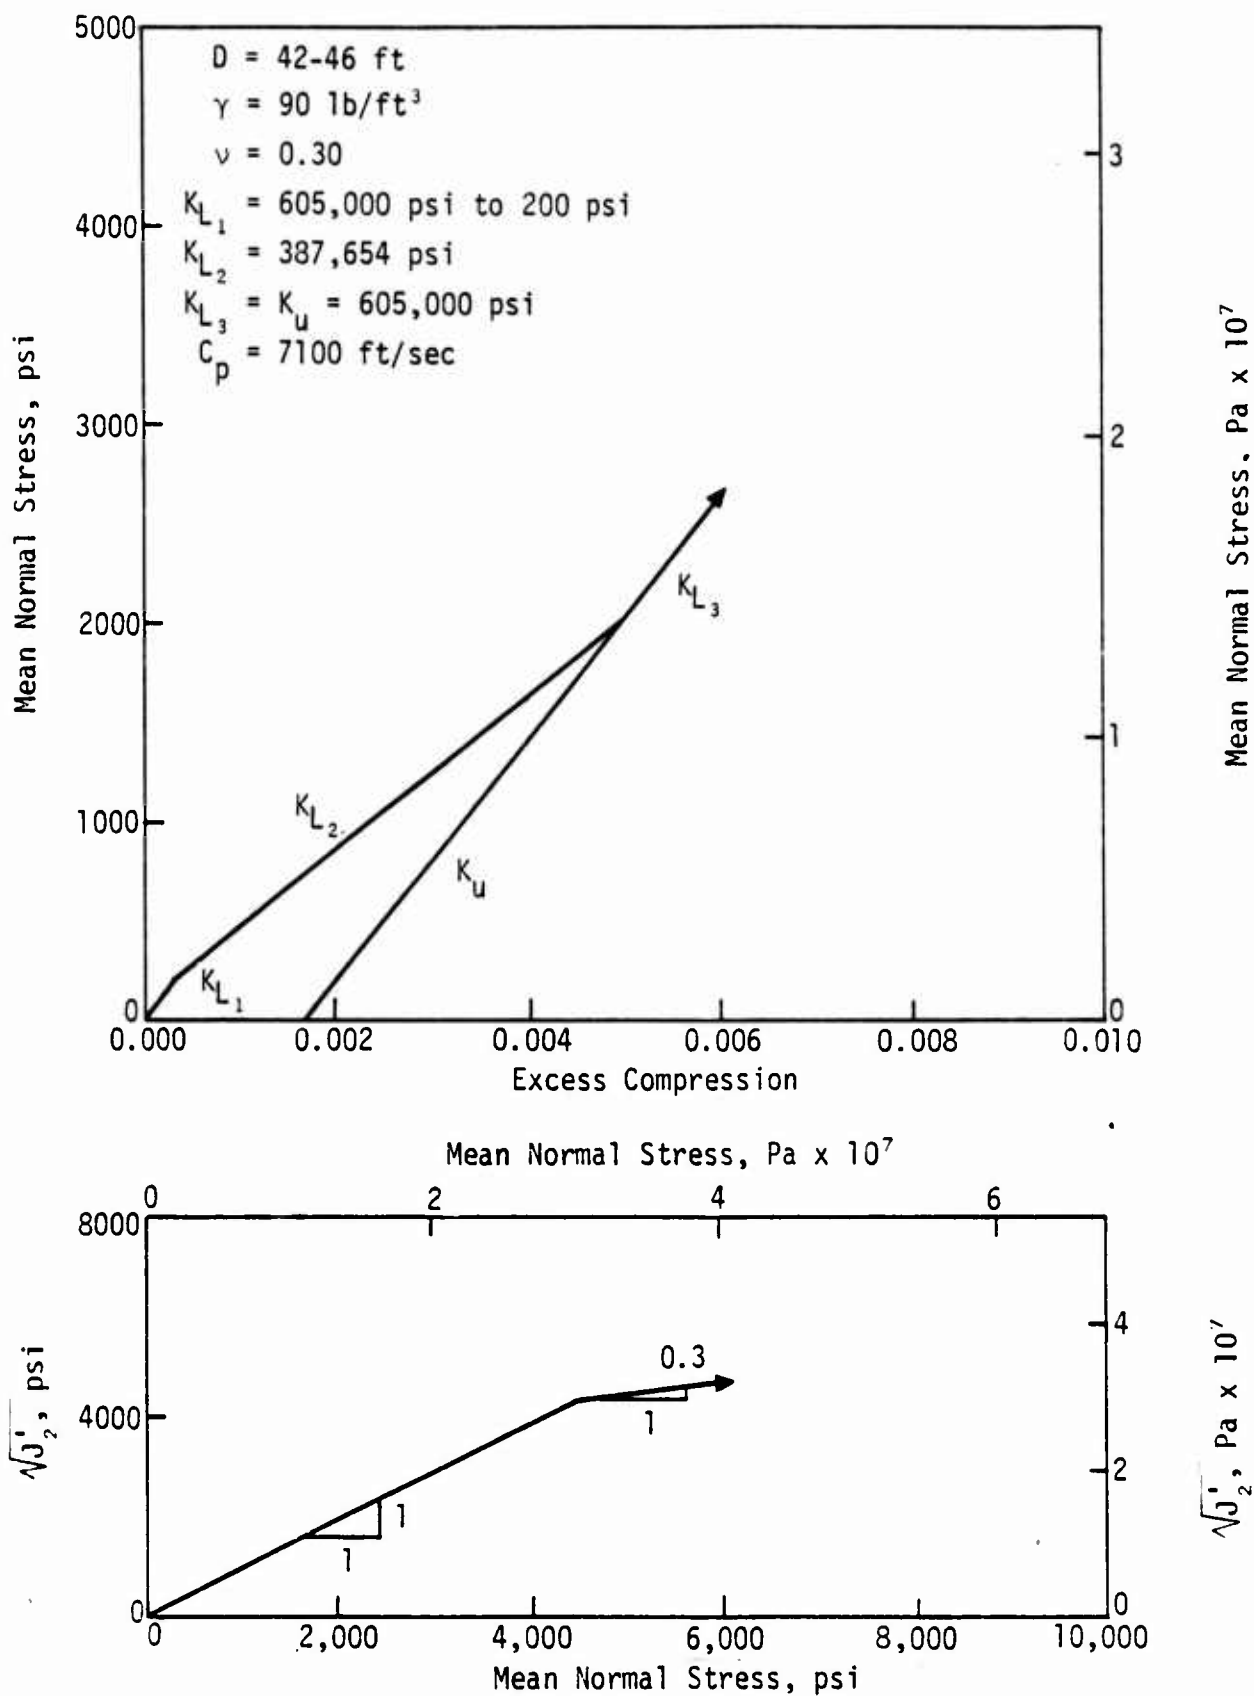 5000
D = 42-46 ft
γ = 90 lb/ft³
ν = 0.30
K_L₁ = 605,000 psi to 200 psi
K_L₂ = 387,654 psi
K_L₃ = K_u = 605,000 psi
C_p = 7100 ft/sec
4000
3000
2000
1000
0
Mean Normal Stress, psi
3
2
1
0
Mean Normal Stress, Pa x 10⁷
K_L₃
K_L₂
K_u
K_L₁
0.000 0.002 0.004 0.006 0.008 0.010
Excess Compression
Mean Normal Stress, Pa x 10⁷
0 2 4 6
8000
4000
0
√J₂', psi
4
2
0
√J₂', Pa x 10⁷
0.3
1
1
1
0 2,000 4,000 6,000 8,000 10,000
Mean Normal Stress, psi